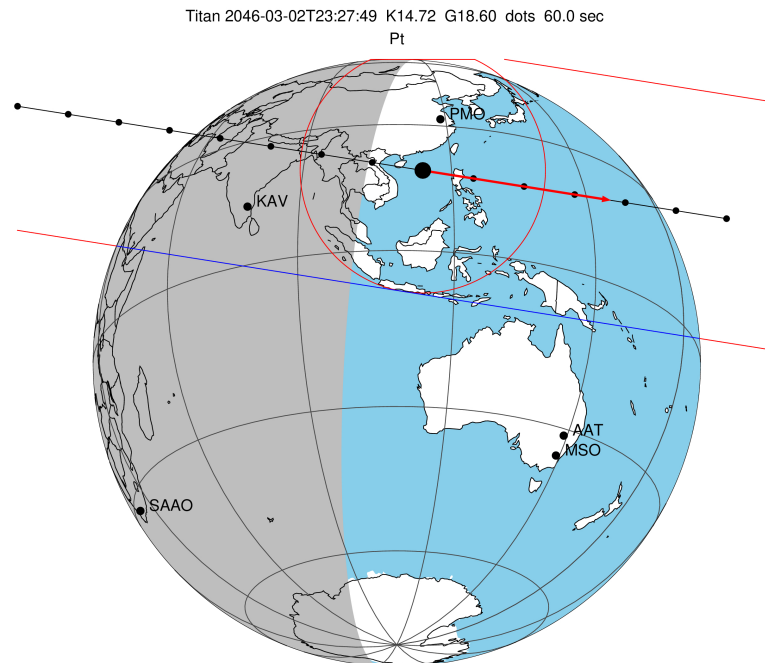 Titan 2046-03-02T23:27:49 K14.72 G18.60 dots 60.0 sec
Pt
PMO
KAV
AAT
MSO
SAAO